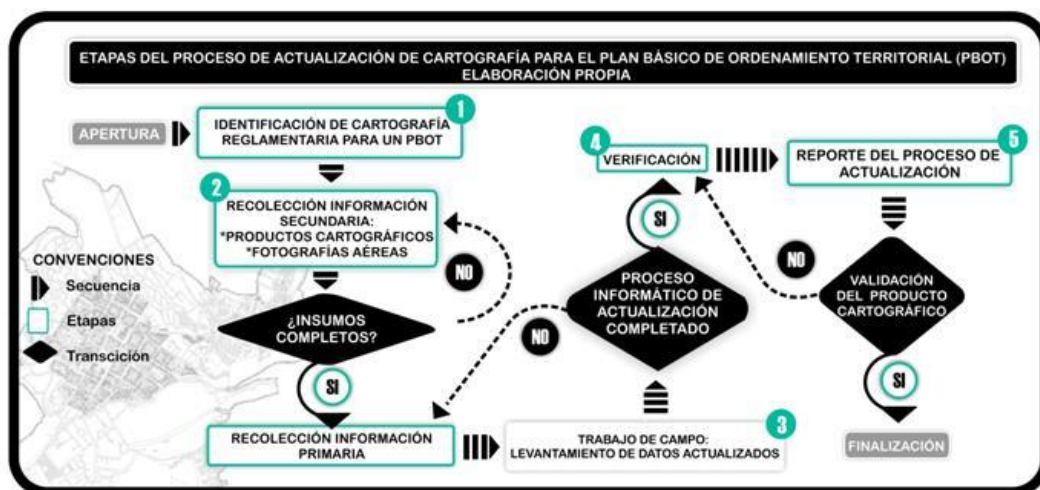 ETAPAS DEL PROCESO DE ACTUALIZACIÓN DE CARTOGRAFÍA PARA EL PLAN BÁSICO DE ORDENAMIENTO TERRITORIAL (PBOT)
ELABORACIÓN PROPIA
APERTURA
1
IDENTIFICACIÓN DE CARTOGRAFÍA
REGLAMENTARIA PARA UN PBOT
2
RECOLECCIÓN INFORMACIÓN
SECUNDARIA:
*PRODUCTOS CARTOGRÁFICOS
*FOTOGRAFÍAS AÉREAS
NO
¿INSUMOS
COMPLETOS?
SI
RECOLECCIÓN INFORMACIÓN
PRIMARIA
3
TRABAJO DE CAMPO:
LEVANTAMIENTO DE DATOS ACTUALIZADOS
PROCESO
INFORMÁTICO DE
ACTUALIZACIÓN
COMPLETADO
NO
SI
4
VERIFICACIÓN
5
REPORTE DEL PROCESO DE
ACTUALIZACIÓN
VALIDACIÓN
DEL PRODUCTO
CARTOGRÁFICO
NO
SI
FINALIZACIÓN
CONVENCIONES
Secuencia
Etapas
Transcición